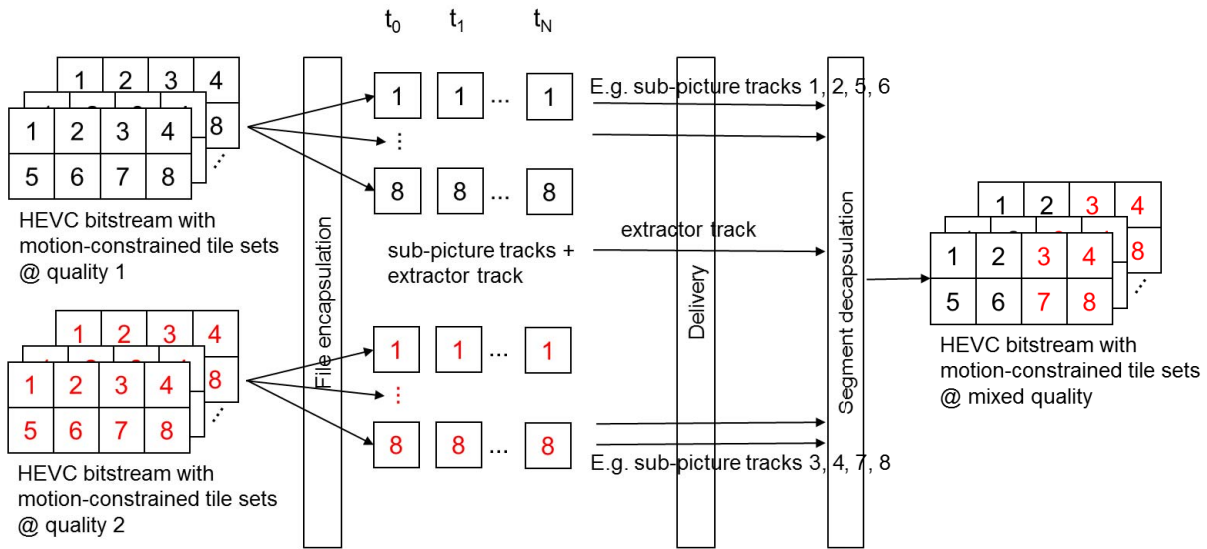 t0 t1 tN
1 2 3 4
8
1 2 3 4
5 6 7 8
HEVC bitstream with
motion-constrained tile sets
@ quality 1
1 2 3 4
8
1 2 3 4
5 6 7 8
HEVC bitstream with
motion-constrained tile sets
@ quality 2
File encapsulation
1 1 ... 1
⋮
8 8 ... 8
sub-picture tracks +
extractor track
1 1 ... 1
⋮
8 8 ... 8
E.g. sub-picture tracks 1, 2, 5, 6
extractor track
E.g. sub-picture tracks 3, 4, 7, 8
Delivery
Segment decapsulation
1 2 3 4
8
1 2 3 4
5 6 7 8
HEVC bitstream with
motion-constrained tile sets
@ mixed quality